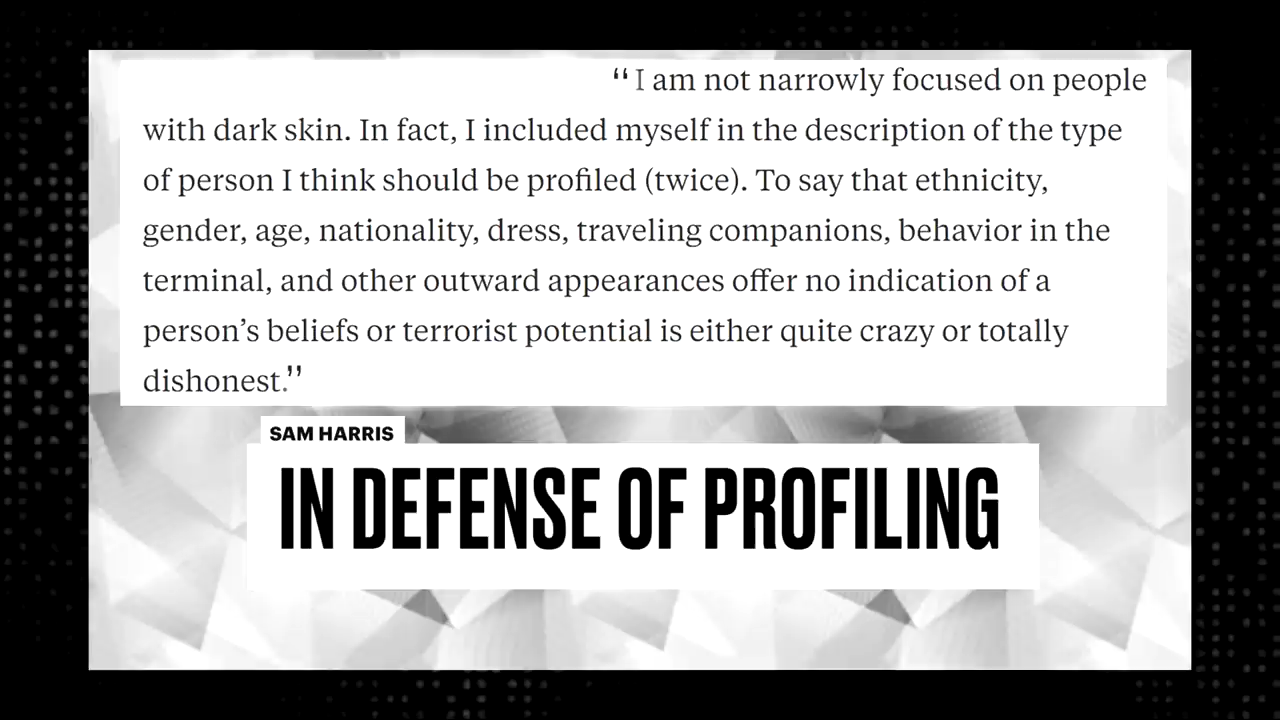 “I am not narrowly focused on people
with dark skin. In fact, I included myself in the description of the type
of person I think should be profiled (twice). To say that ethnicity,
gender, age, nationality, dress, traveling companions, behavior in the
terminal, and other outward appearances offer no indication of a
person’s beliefs or terrorist potential is either quite crazy or totally
dishonest.”
SAM HARRIS
IN DEFENSE OF PROFILING